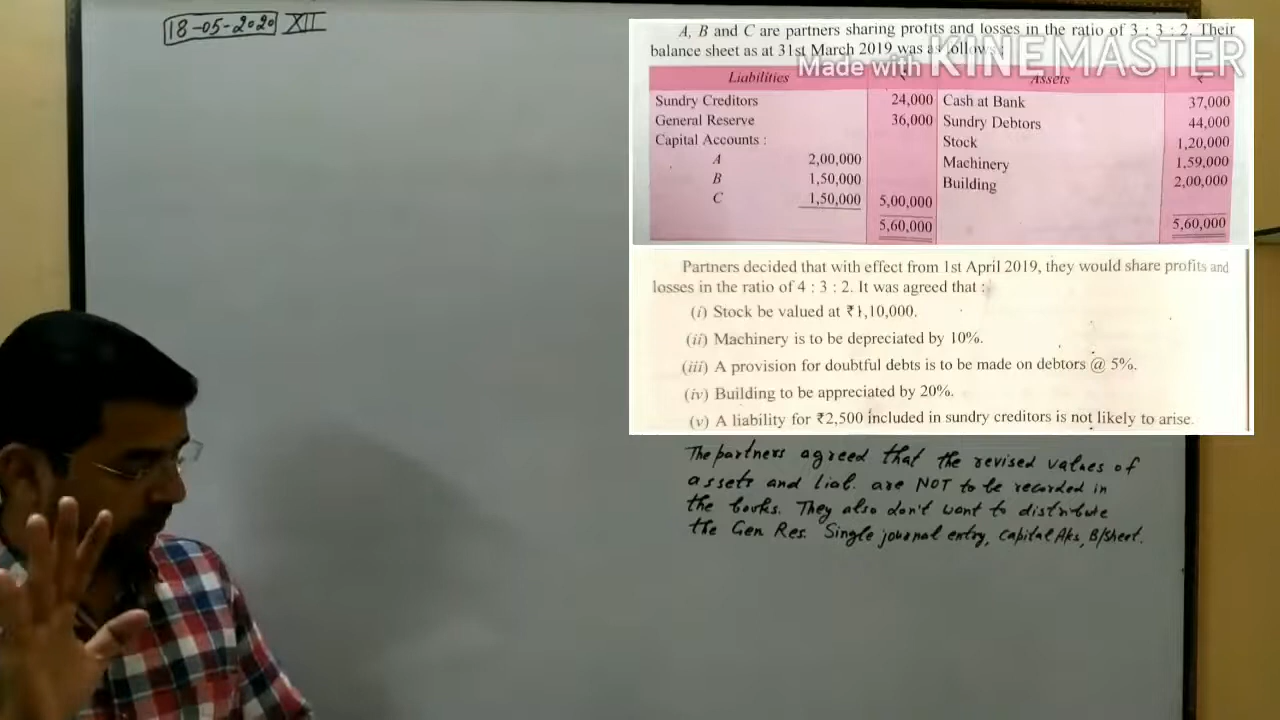 18-05-2020 XII
A, B and C are partners sharing profits and losses in the ratio of 3 : 3 : 2. Their
balance sheet as at 31st March 2019 was as follows :
Made with KINEMASTER
Liabilities ₹ Assets ₹
Sundry Creditors 24,000 Cash at Bank 37,000
General Reserve 36,000 Sundry Debtors 44,000
Capital Accounts : Stock 1,20,000
A 2,00,000 Machinery 1,59,000
B 1,50,000 Building 2,00,000
C 1,50,000 5,00,000
5,60,000 5,60,000
Partners decided that with effect from 1st April 2019, they would share profits and
losses in the ratio of 4 : 3 : 2. It was agreed that :
(i) Stock be valued at ₹1,10,000.
(ii) Machinery is to be depreciated by 10%.
(iii) A provision for doubtful debts is to be made on debtors @ 5%.
(iv) Building to be appreciated by 20%.
(v) A liability for ₹2,500 included in sundry creditors is not likely to arise.
The partners agreed that the revised values of
assets and Liab. are NOT to be recorded in
the books. They also don't want to distribute
the Gen Res. Single journal entry, Capital A/cs, B/Sheet.